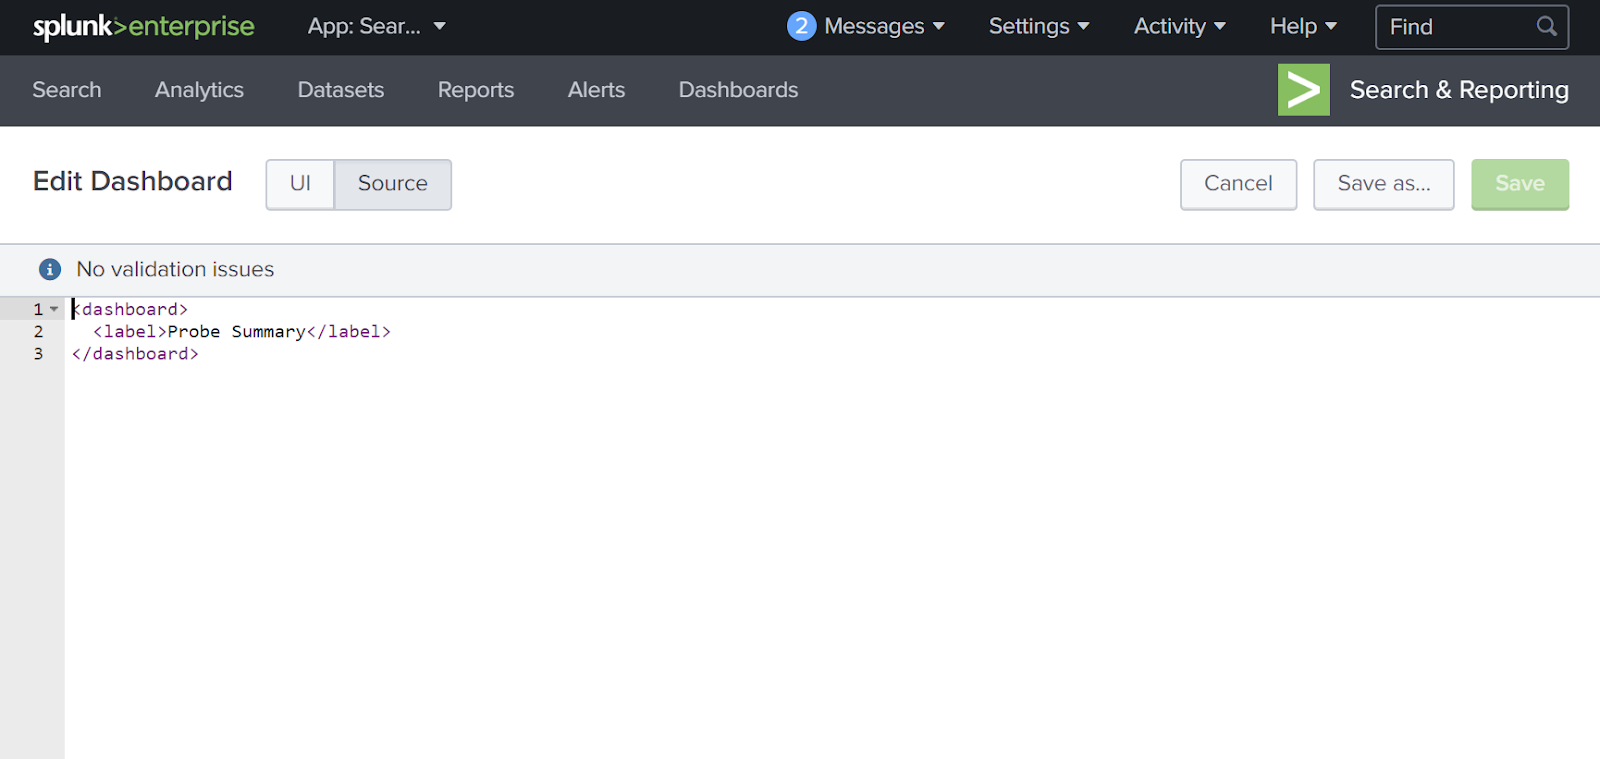 splunk>enterprise App: Sear... 2 Messages Settings Activity Help Find
Search Analytics Datasets Reports Alerts Dashboards > Search & Reporting
Edit Dashboard UI Source Cancel Save as... Save
i No validation issues
1 <dashboard>
2 <label>Probe Summary</label>
3 </dashboard>